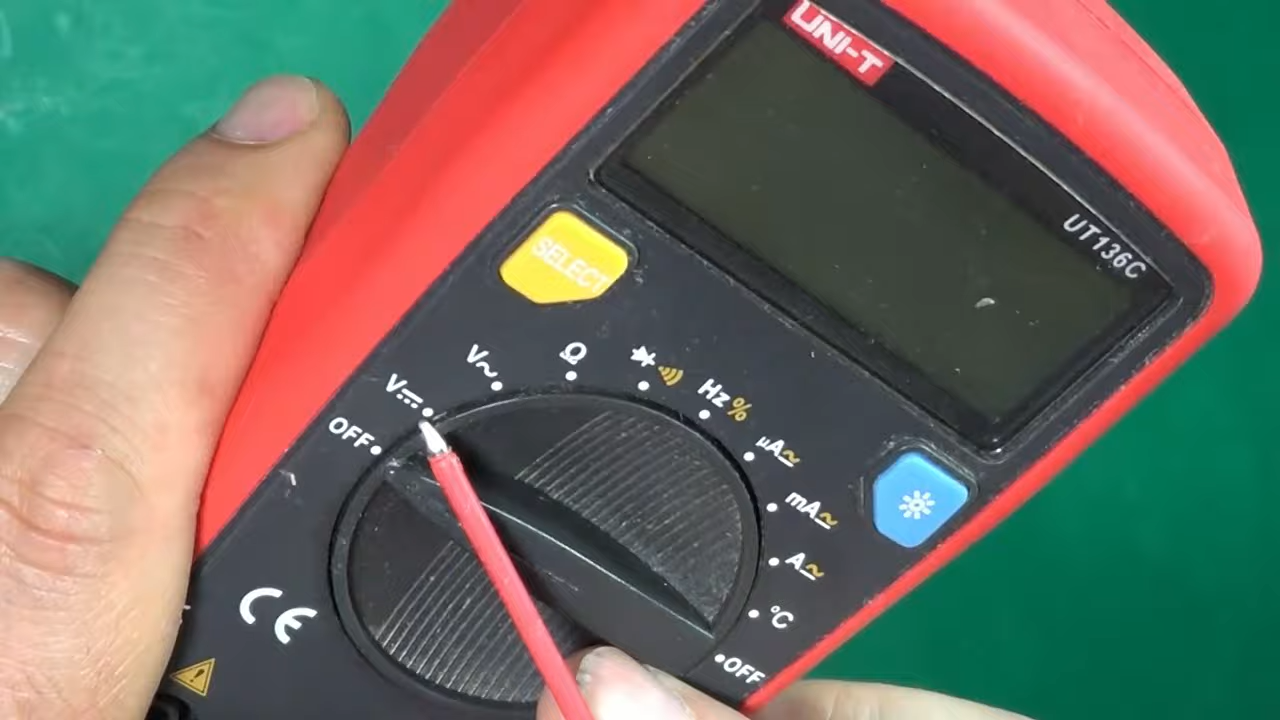 UNI-T
UT136C
SELECT
OFF
V⎓
V~
Ω
Hz%
µA≂
mA≂
A≂
°C
OFF
CE